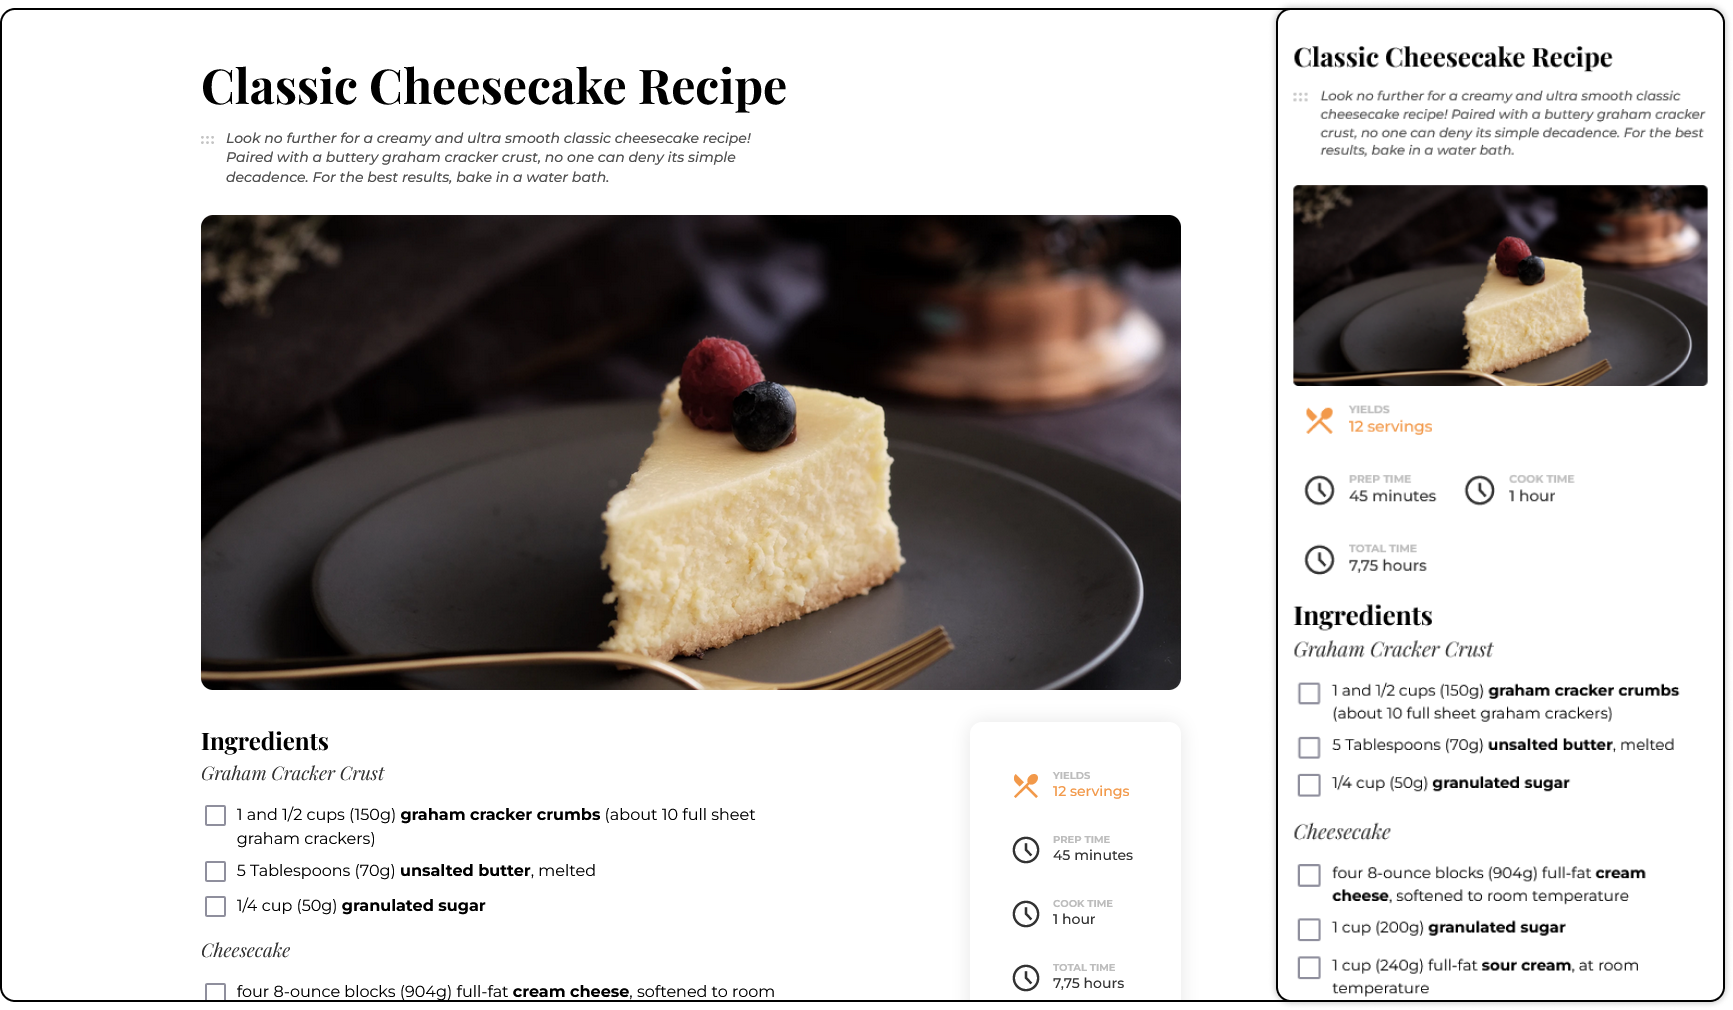 Classic Cheesecake Recipe
Look no further for a creamy and ultra smooth classic cheesecake recipe!
Paired with a buttery graham cracker crust, no one can deny its simple
decadence. For the best results, bake in a water bath.
Ingredients
Graham Cracker Crust
1 and 1/2 cups (150g) graham cracker crumbs (about 10 full sheet
graham crackers)
5 Tablespoons (70g) unsalted butter, melted
1/4 cup (50g) granulated sugar
Cheesecake
four 8-ounce blocks (904g) full-fat cream cheese, softened to room
YIELDS
12 servings
PREP TIME
45 minutes
COOK TIME
1 hour
TOTAL TIME
7,75 hours
Classic Cheesecake Recipe
Look no further for a creamy and ultra smooth classic
cheesecake recipe! Paired with a buttery graham cracker
crust, no one can deny its simple decadence. For the best
results, bake in a water bath.
YIELDS
12 servings
PREP TIME
45 minutes
COOK TIME
1 hour
TOTAL TIME
7,75 hours
Ingredients
Graham Cracker Crust
1 and 1/2 cups (150g) graham cracker crumbs
(about 10 full sheet graham crackers)
5 Tablespoons (70g) unsalted butter, melted
1/4 cup (50g) granulated sugar
Cheesecake
four 8-ounce blocks (904g) full-fat cream
cheese, softened to room temperature
1 cup (200g) granulated sugar
1 cup (240g) full-fat sour cream, at room
temperature